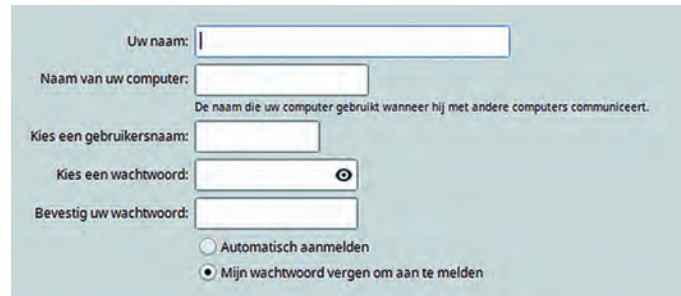 Uw naam:
Naam van uw computer:
De naam die uw computer gebruikt wanneer hij met andere computers communiceert.
Kies een gebruikersnaam:
Kies een wachtwoord:
Bevestig uw wachtwoord:
Automatisch aanmelden
Mijn wachtwoord vergen om aan te melden